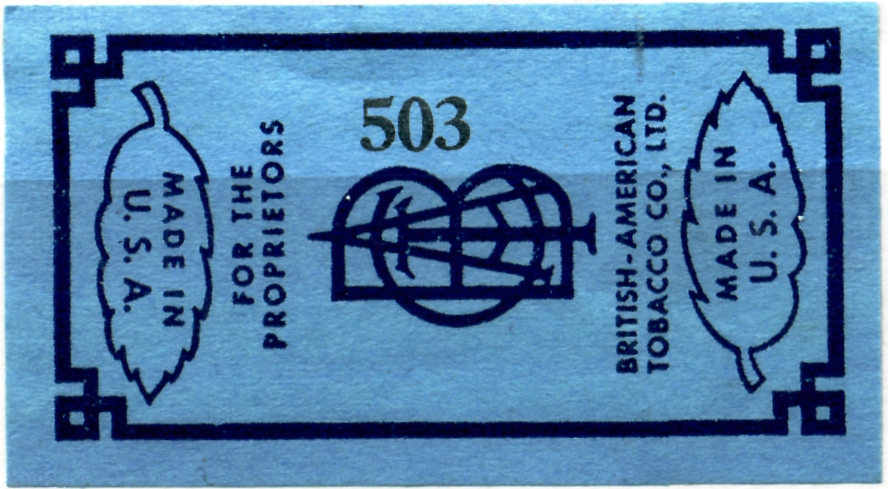 MADE IN
U. S. A.
FOR THE
PROPRIETORS
503
BRITISH-AMERICAN
TOBACCO CO., LTD.
MADE IN
U. S. A.